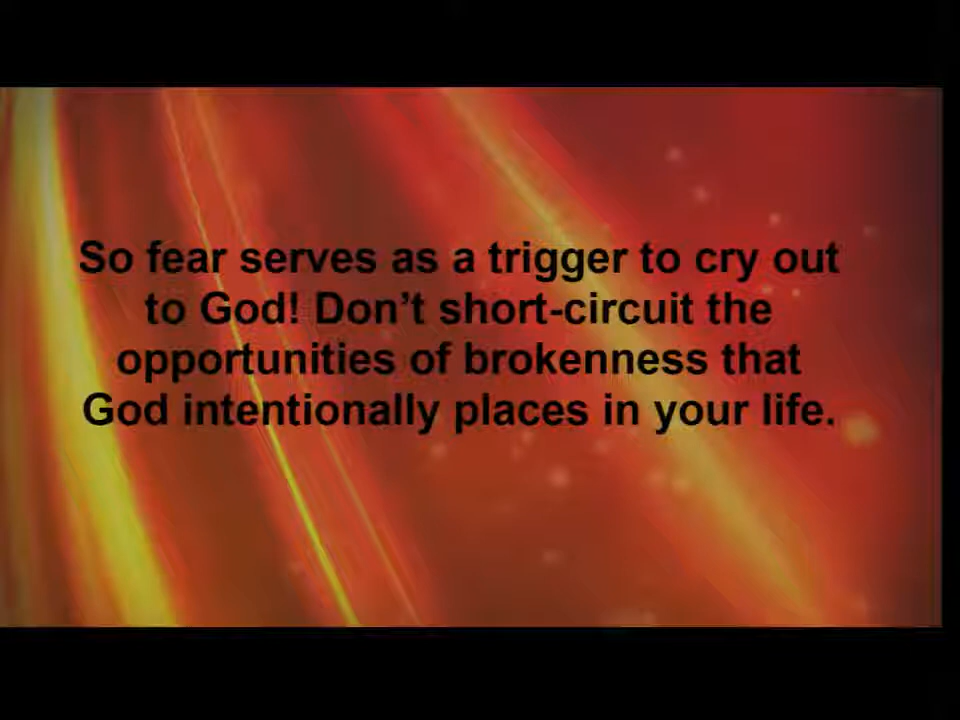 So fear serves as a trigger to cry out
to God! Don’t short-circuit the
opportunities of brokenness that
God intentionally places in your life.